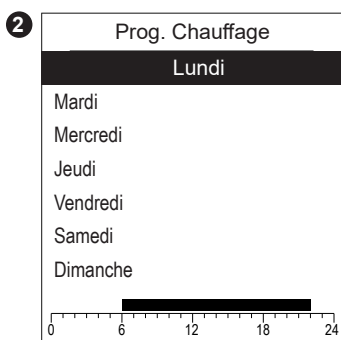 2
Prog. Chauffage
Lundi
Mardi
Mercredi
Jeudi
Vendredi
Samedi
Dimanche
0 6 12 18 24